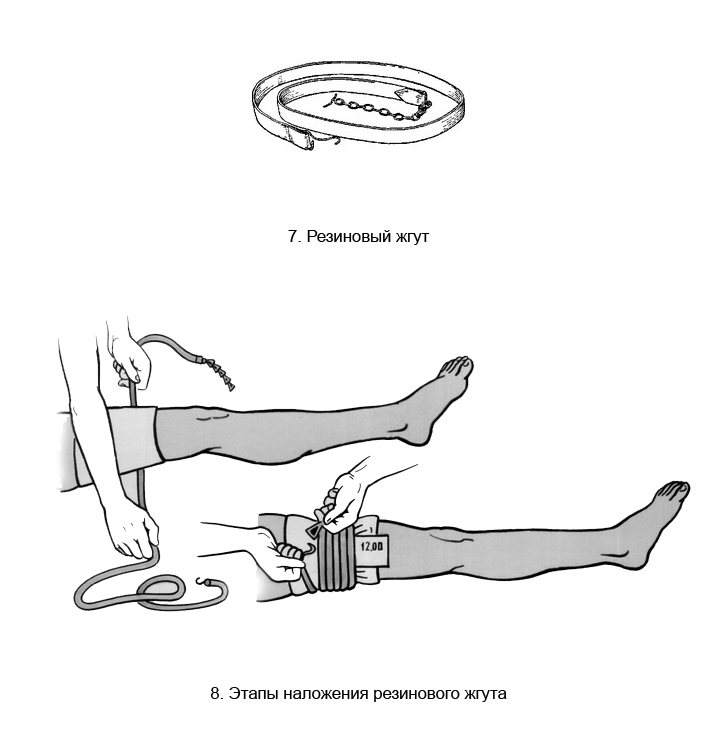 7. Резиновый жгут
12,00
8. Этапы наложения резинового жгута